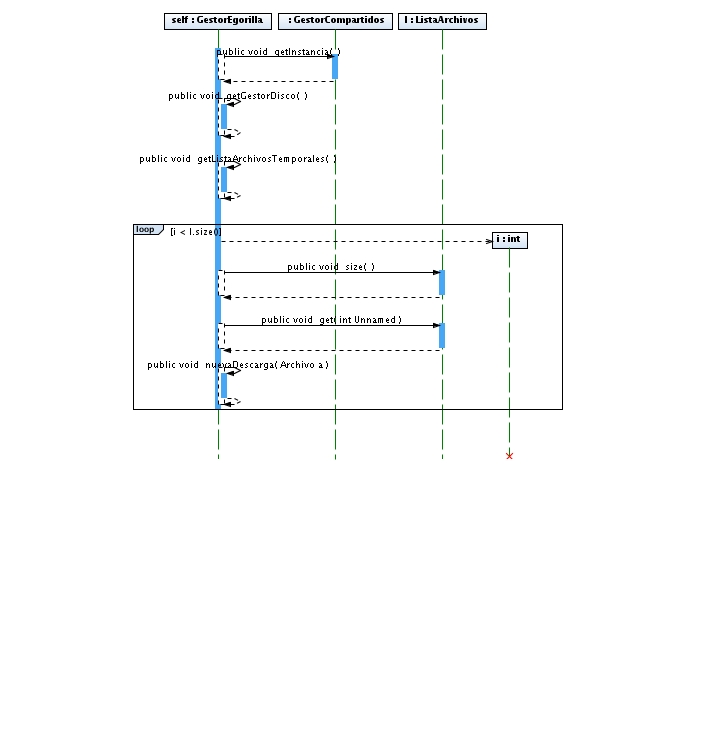 self : GestorEgorilla
: GestorCompartidos
l : ListaArchivos
public void getInstancia( )
public void getGestorDisco( )
public void getListaArchivosTemporales( )
loop
[i < l.size()]
i : int
public void size( )
public void get( int Unnamed )
public void nuevaDescarga( Archivo a )